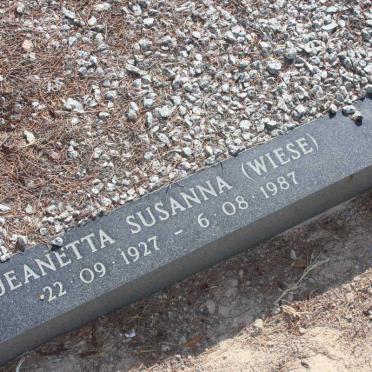 JEANETTA SUSANNA (WIESE)
22·09·1927 - 6·08·1987